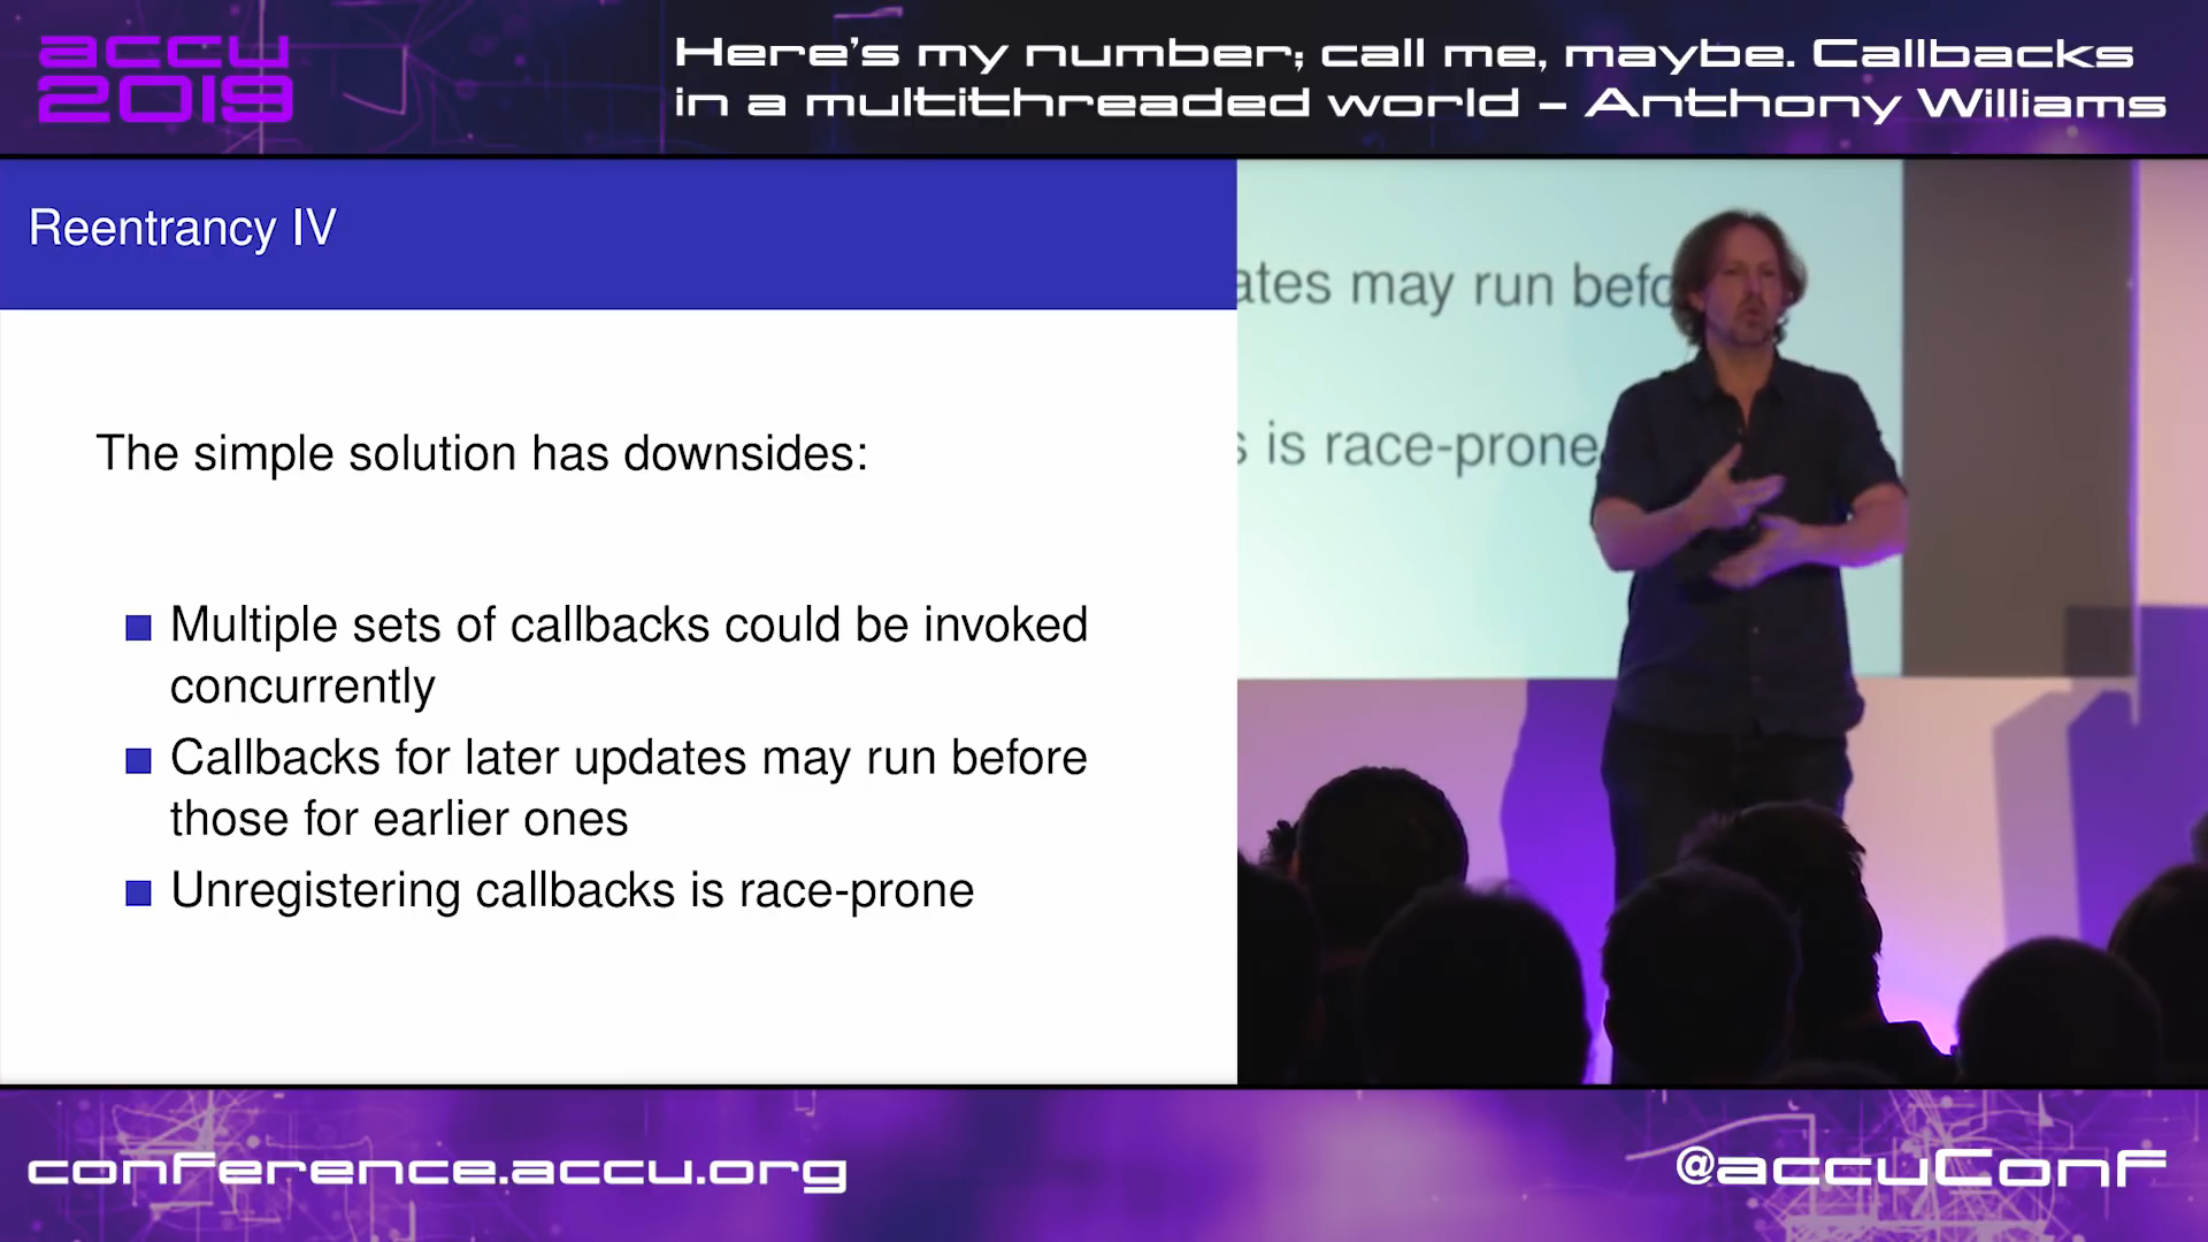 accu
2019
Here's my number; call me, maybe. Callbacks
in a multithreaded world – Anthony Williams
Reentrancy IV
The simple solution has downsides:
Multiple sets of callbacks could be invoked
concurrently
Callbacks for later updates may run before
those for earlier ones
Unregistering callbacks is race-prone
may run
is race-prone
conference.accu.org
@accuConf